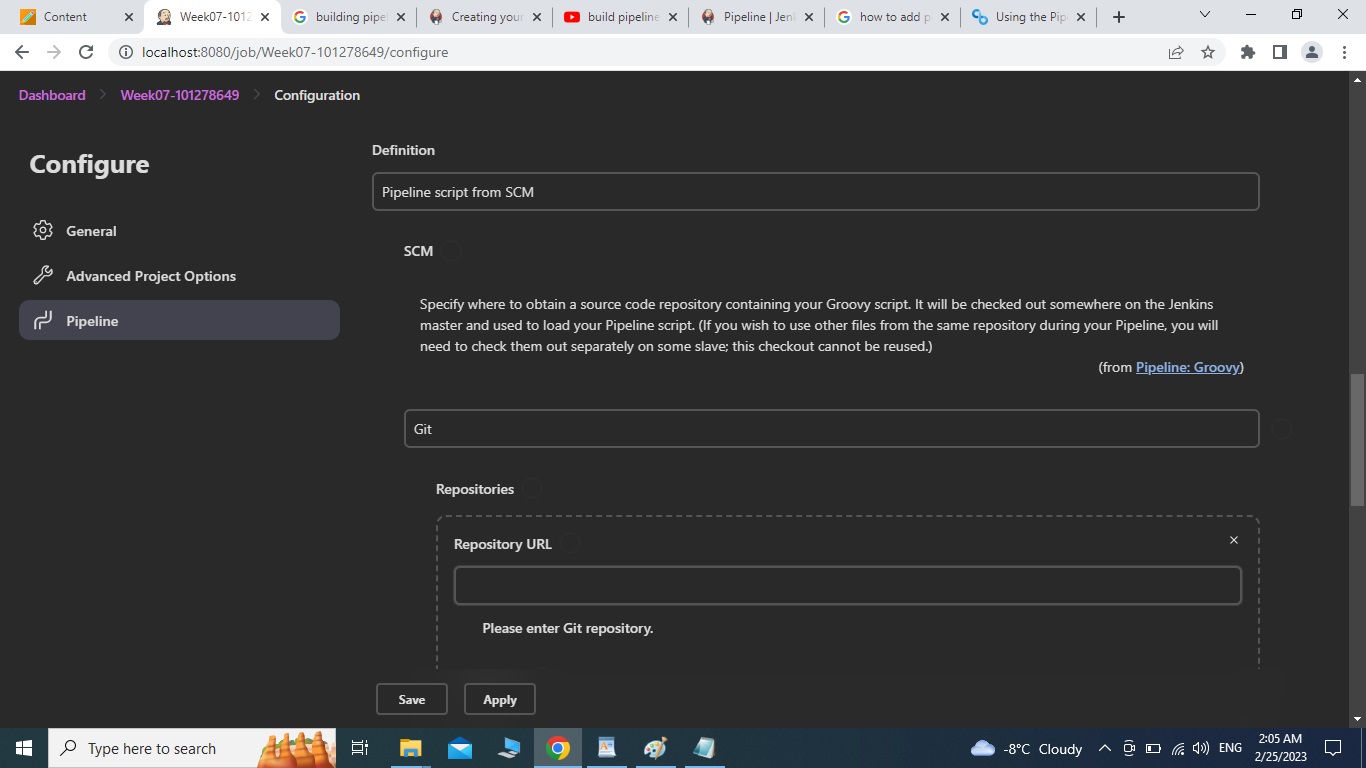 Content
Week07-1012
building pipe
Creating your
build pipeline
Pipeline | Jen
how to add p
Using the Pip
localhost:8080/job/Week07-101278649/configure
Dashboard
Week07-101278649
Configuration
Configure
General
Advanced Project Options
Pipeline
Definition
Pipeline script from SCM
SCM
Specify where to obtain a source code repository containing your Groovy script. It will be checked out somewhere on the Jenkins
master and used to load your Pipeline script. (If you wish to use other files from the same repository during your Pipeline, you will
need to check them out separately on some slave; this checkout cannot be reused.)
(from Pipeline: Groovy)
Git
Repositories
Repository URL
Please enter Git repository.
Save
Apply
Type here to search
-8°C Cloudy
ENG
2:05 AM
2/25/2023